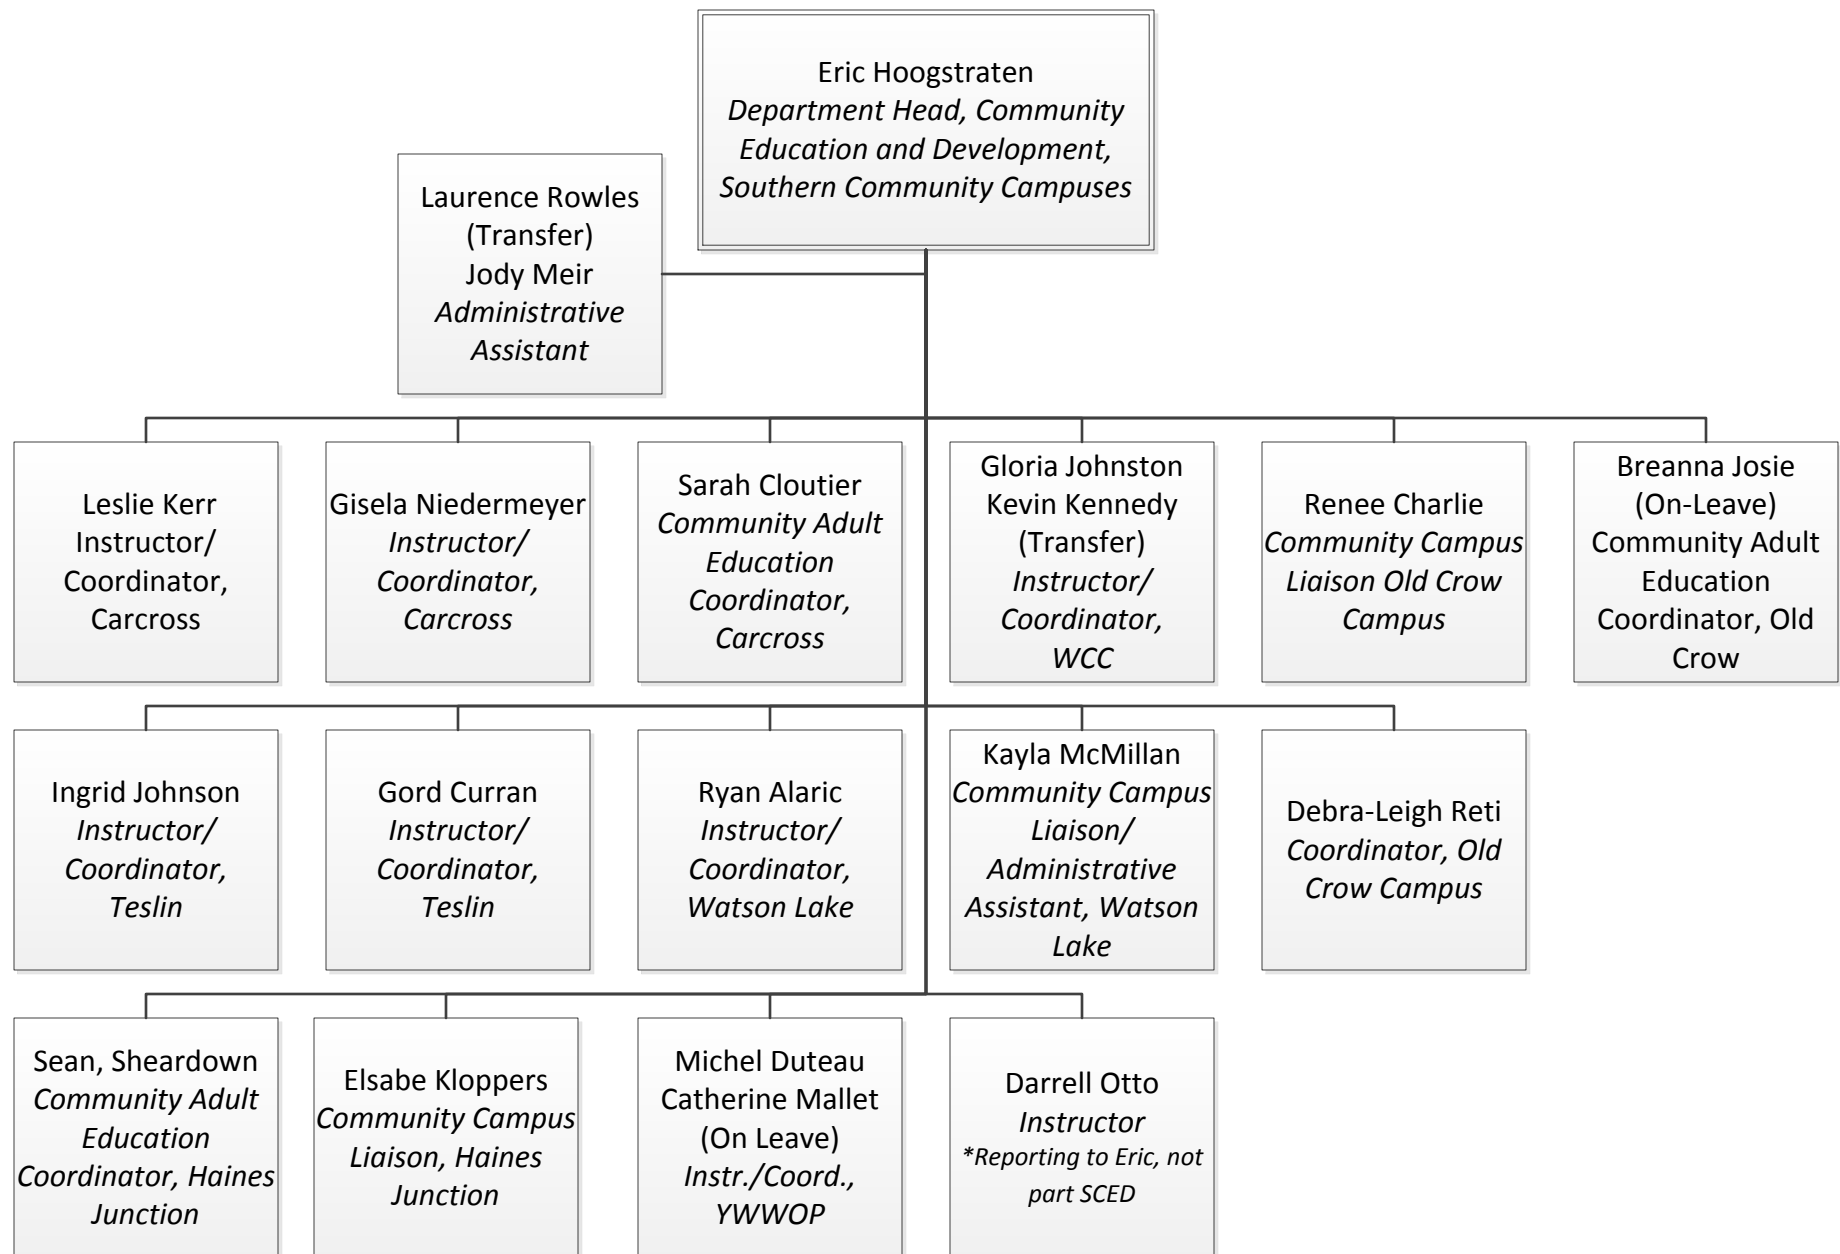 Eric Hoogstraten
Department Head, Community
Education and Development,
Southern Community Campuses
Laurence Rowles
(Transfer)
Jody Meir
Administrative
Assistant
Leslie Kerr
Instructor/
Coordinator,
Carcross
Gisela Niedermeyer
Instructor/
Coordinator,
Carcross
Sarah Cloutier
Community Adult
Education
Coordinator,
Carcross
Gloria Johnston
Kevin Kennedy
(Transfer)
Instructor/
Coordinator,
WCC
Renee Charlie
Community Campus
Liaison Old Crow
Campus
Breanna Josie
(On-Leave)
Community Adult
Education
Coordinator, Old
Crow
Ingrid Johnson
Instructor/
Coordinator,
Teslin
Gord Curran
Instructor/
Coordinator,
Teslin
Ryan Alaric
Instructor/
Coordinator,
Watson Lake
Kayla McMillan
Community Campus
Liaison/
Administrative
Assistant, Watson
Lake
Debra-Leigh Reti
Coordinator, Old
Crow Campus
Sean, Sheardown
Community Adult
Education
Coordinator, Haines
Junction
Elsabe Kloppers
Community Campus
Liaison, Haines
Junction
Michel Duteau
Catherine Mallet
(On Leave)
Instr./Coord.,
YWWOP
Darrell Otto
Instructor
*Reporting to Eric, not
part SCED